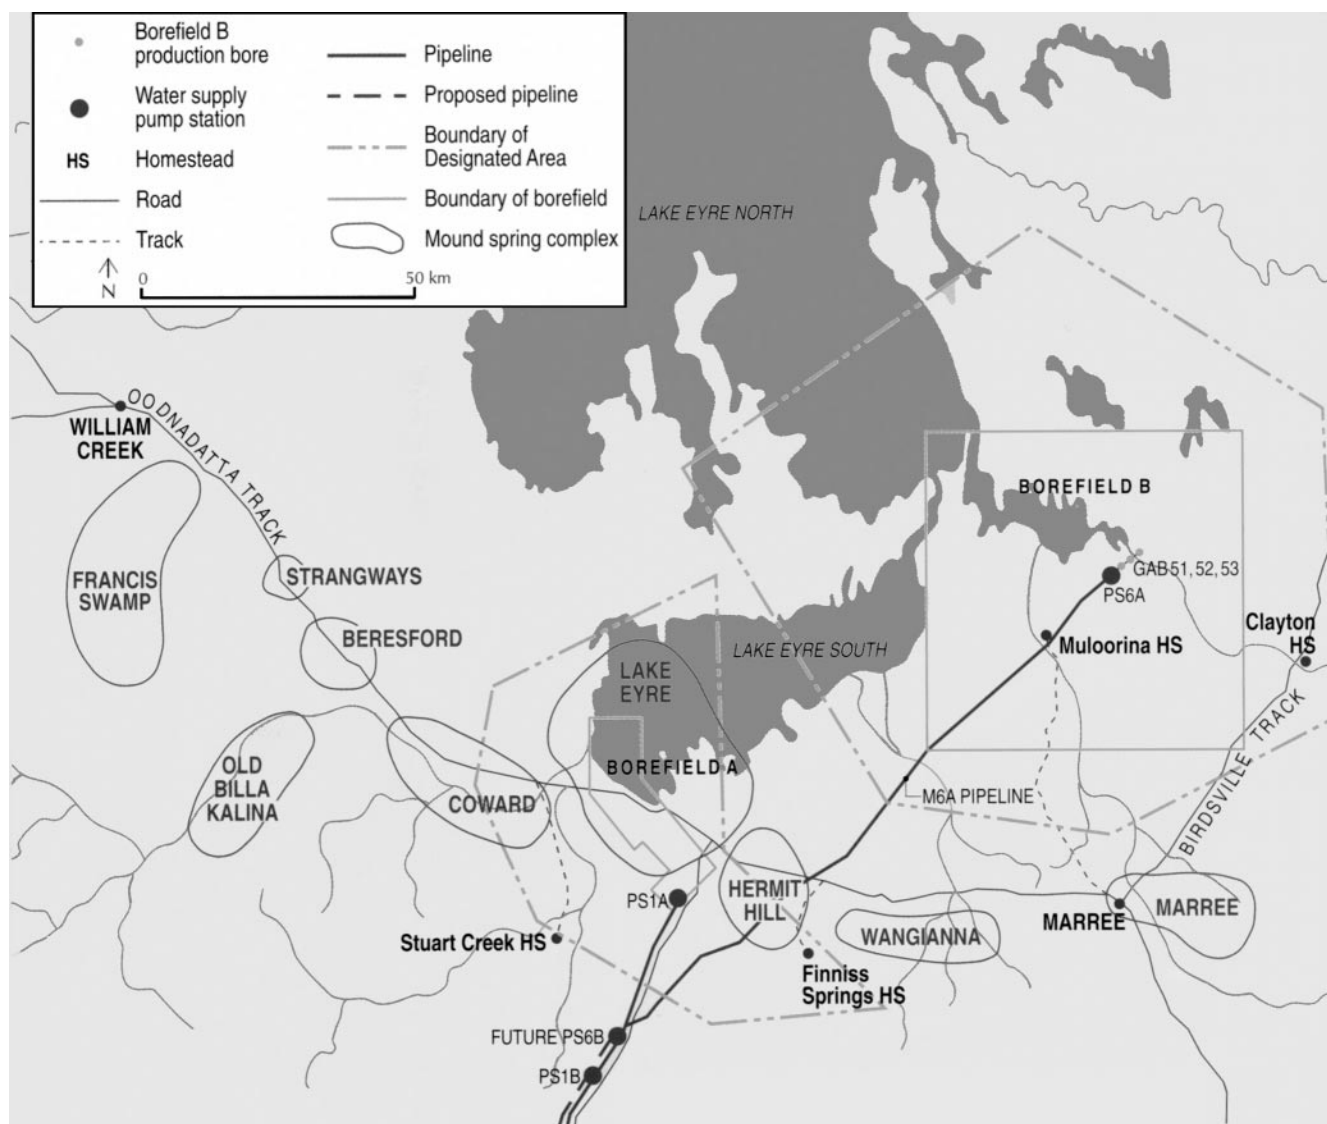 Borefield B
production bore
Water supply
pump station
HS Homestead
Road
Track
N
0 50 km
Pipeline
Proposed pipeline
Boundary of
Designated Area
Boundary of borefield
Mound spring complex
LAKE EYRE NORTH
WILLIAM
CREEK
OODNADATTA TRACK
FRANCIS
SWAMP
STRANGWAYS
BERESFORD
OLD
BILLA
KALINA
COWARD
LAKE
EYRE
LAKE EYRE SOUTH
BOREFIELD A
BOREFIELD B
GAB 51, 52, 53
PS6A
Muloorina HS
Clayton
HS
BIRDSVILLE TRACK
M6A PIPELINE
PS1A
HERMIT
HILL
Stuart Creek HS
WANGIANNA
MARREE
MARREE
Finniss
Springs HS
FUTURE PS6B
PS1B